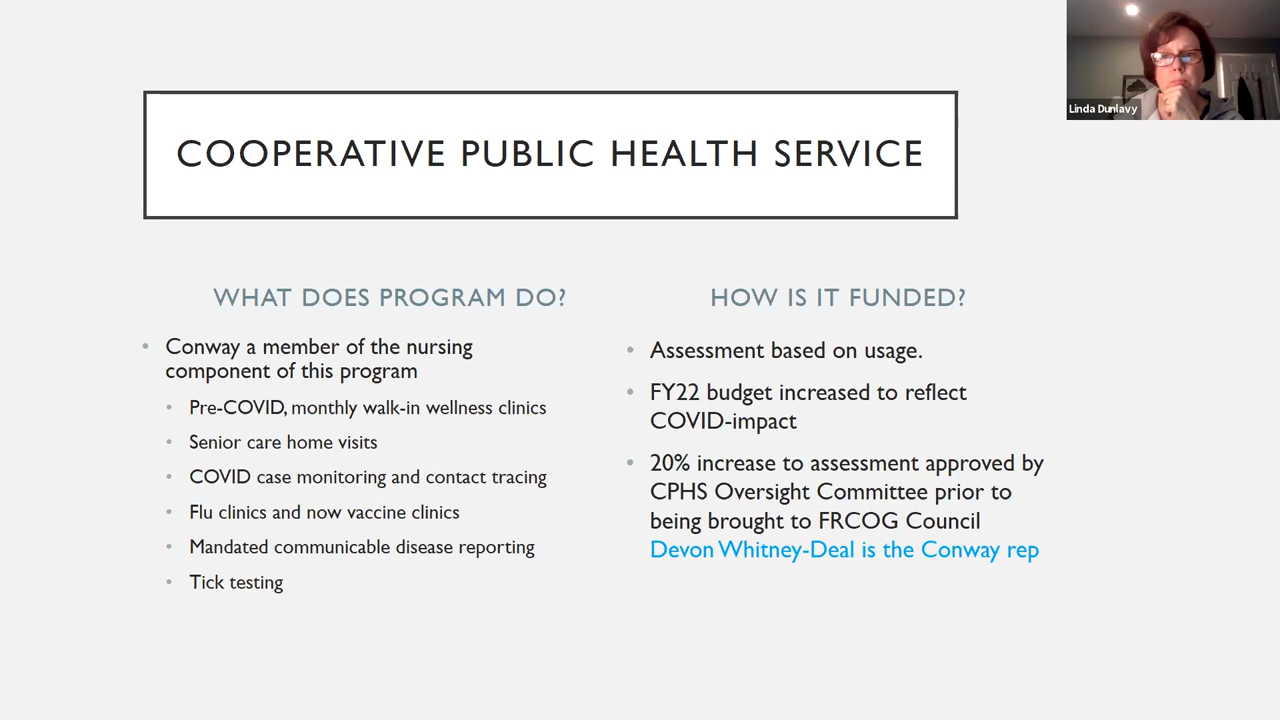 Linda Dunlavy
COOPERATIVE PUBLIC HEALTH SERVICE
WHAT DOES PROGRAM DO?
• Conway a member of the nursing
component of this program
• Pre-COVID, monthly walk-in wellness clinics
• Senior care home visits
• COVID case monitoring and contact tracing
• Flu clinics and now vaccine clinics
• Mandated communicable disease reporting
• Tick testing
HOW IS IT FUNDED?
• Assessment based on usage.
• FY22 budget increased to reflect
COVID-impact
• 20% increase to assessment approved by
CPHS Oversight Committee prior to
being brought to FRCOG Council
Devon Whitney-Deal is the Conway rep